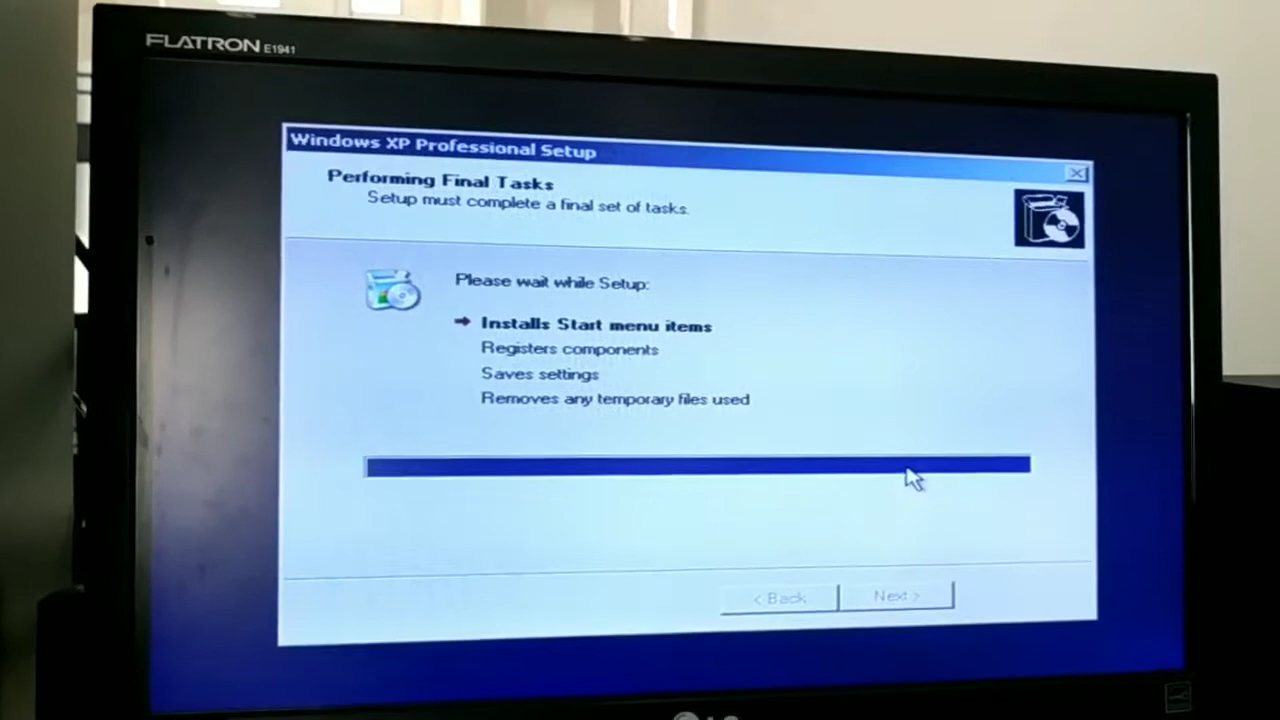 FLATRON E1941
Windows XP Professional Setup
Performing Final Tasks
Setup must complete a final set of tasks.
Please wait while Setup:
Installs Start menu items
Registers components
Saves settings
Removes any temporary files used
< Back
Next >
LG